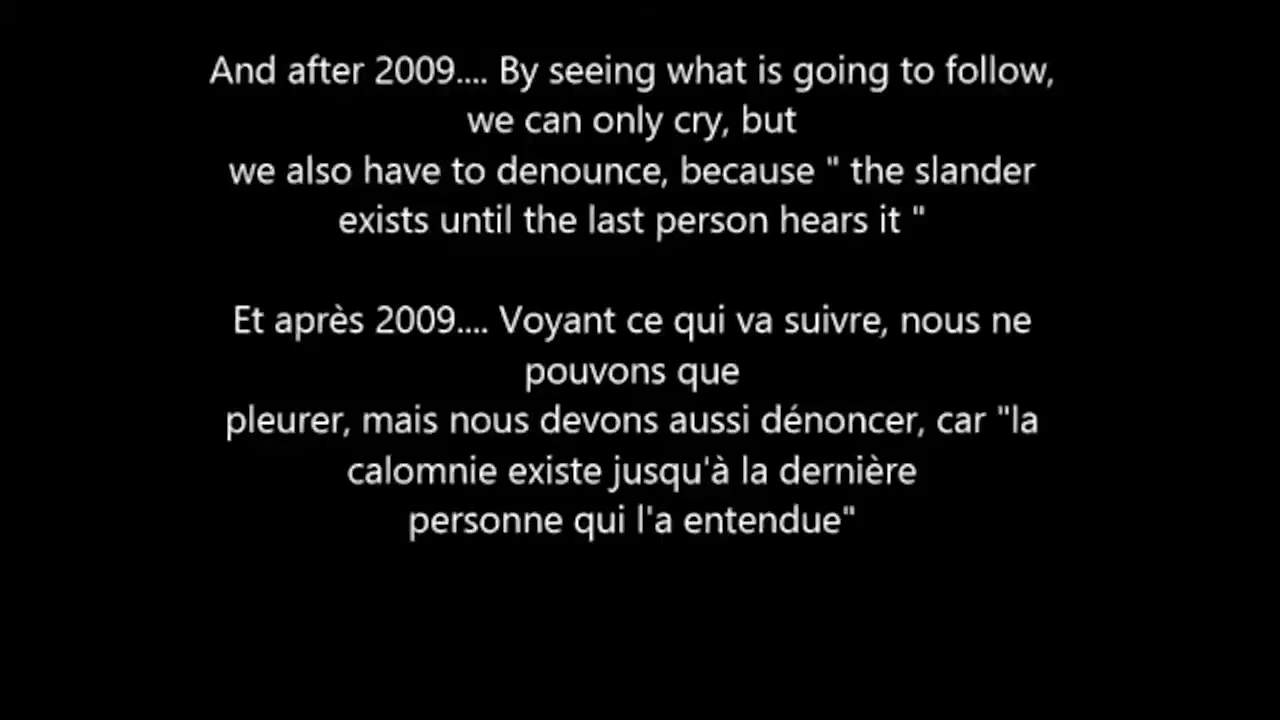 And after 2009.... By seeing what is going to follow,
we can only cry, but
we also have to denounce, because " the slander
exists until the last person hears it "
Et après 2009.... Voyant ce qui va suivre, nous ne
pouvons que
pleurer, mais nous devons aussi dénoncer, car "la
calomnie existe jusqu'à la dernière
personne qui l'a entendue"